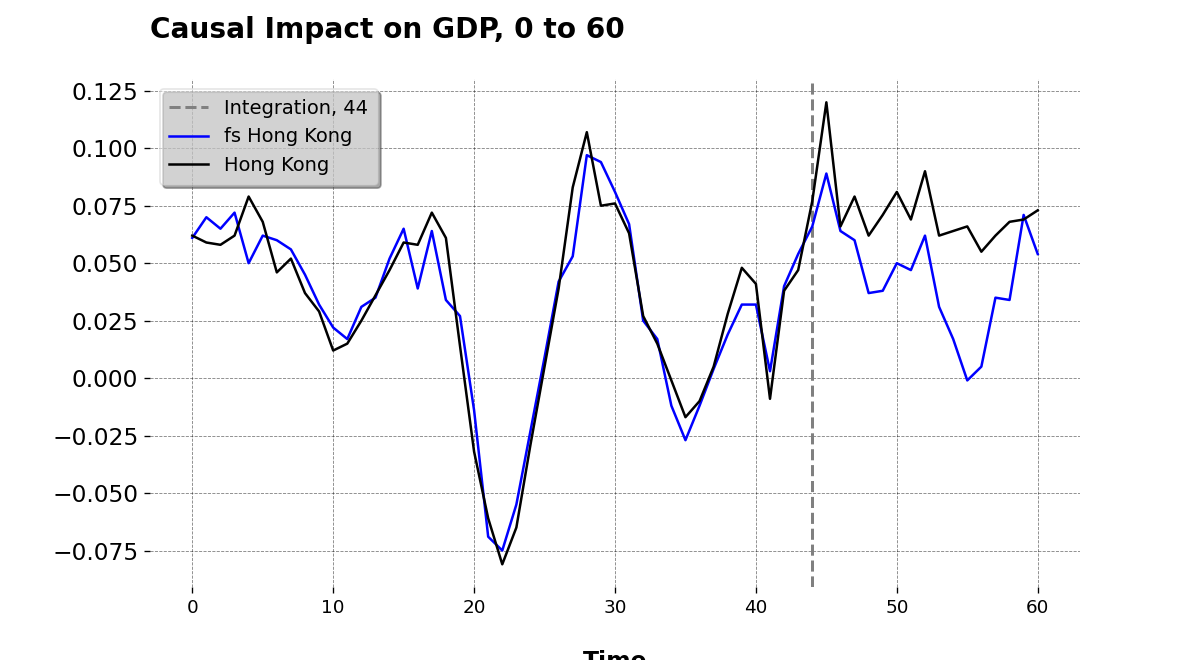 Causal Impact on GDP, 0 to 60
0.125
0.100
0.075
0.050
0.025
0.000
−0.025
−0.050
−0.075
Integration, 44
fs Hong Kong
Hong Kong
0 10 20 30 40 50 60
Time